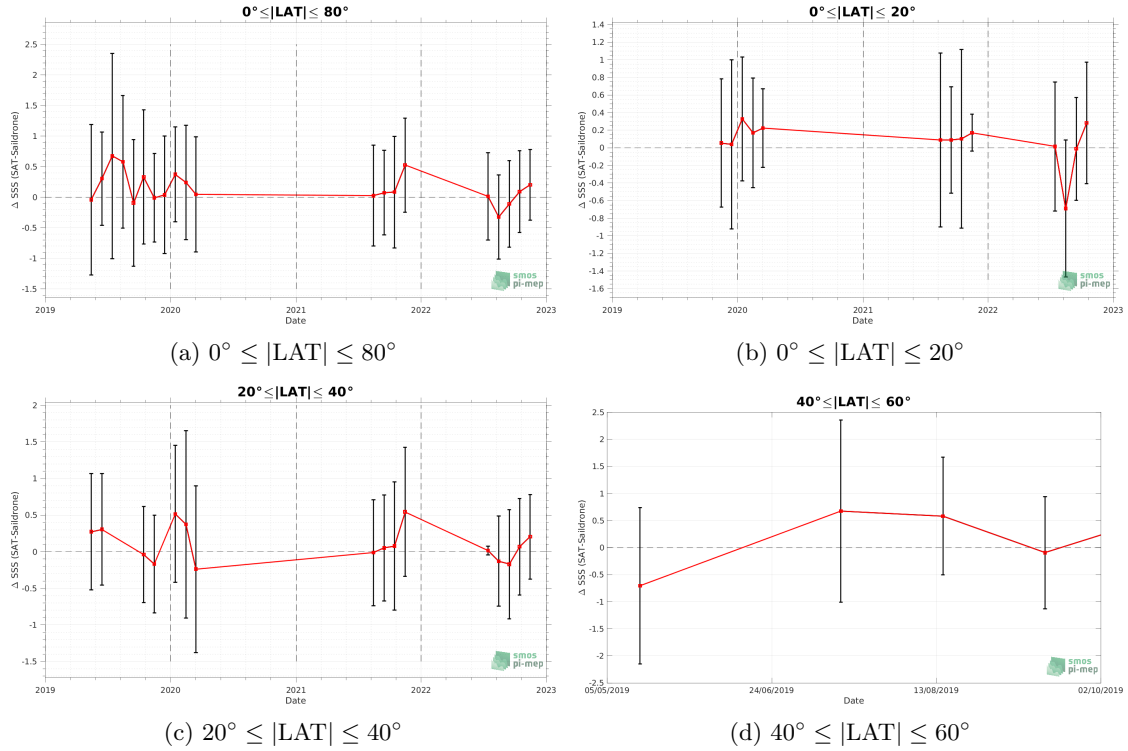 0°≤|LAT|≤ 80°
Δ SSS (SAT-Saildrone)
2.5
2
1.5
1
0.5
0
-0.5
-1
-1.5
2019
2020
2021
2022
2023
Date
smos
pi-mep
(a) 0° ≤ |LAT| ≤ 80°
0°≤|LAT|≤ 20°
Δ SSS (SAT-Saildrone)
1.4
1.2
1
0.8
0.6
0.4
0.2
0
-0.2
-0.4
-0.6
-0.8
-1
-1.2
-1.4
-1.6
2019
2020
2021
2022
2023
Date
smos
pi-mep
(b) 0° ≤ |LAT| ≤ 20°
20°≤|LAT|≤ 40°
Δ SSS (SAT-Saildrone)
2
1.5
1
0.5
0
-0.5
-1
-1.5
2019
2020
2021
2022
2023
Date
smos
pi-mep
(c) 20° ≤ |LAT| ≤ 40°
40°≤|LAT|≤ 60°
Δ SSS (SAT-Saildrone)
2.5
2
1.5
1
0.5
0
-0.5
-1
-1.5
-2
-2.5
05/05/2019
24/06/2019
13/08/2019
02/10/2019
Date
smos
pi-mep
(d) 40° ≤ |LAT| ≤ 60°